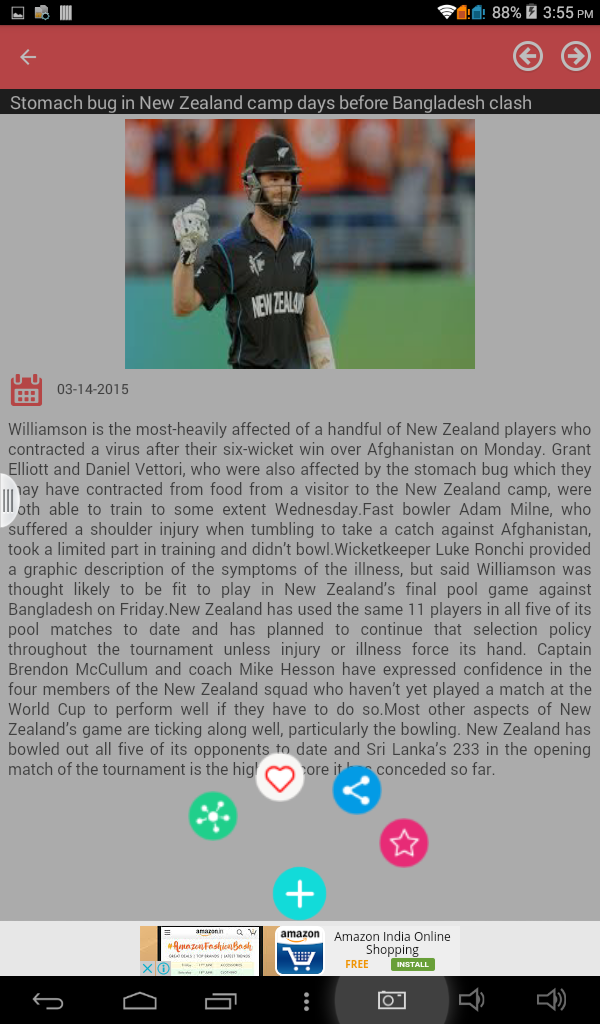 88% 3:55 PM
Stomach bug in New Zealand camp days before Bangladesh clash
NEW ZEALAND
03-14-2015
Williamson is the most-heavily affected of a handful of New Zealand players who
contracted a virus after their six-wicket win over Afghanistan on Monday. Grant
Elliott and Daniel Vettori, who were also affected by the stomach bug which they
have contracted from food from a visitor to the New Zealand camp, were
able to train to some extent Wednesday.Fast bowler Adam Milne, who
suffered a shoulder injury when tumbling to take a catch against Afghanistan,
took a limited part in training and didn't bowl.Wicketkeeper Luke Ronchi provided
a graphic description of the symptoms of the illness, but said Williamson was
thought likely to be fit to play in New Zealand's final pool game against
Bangladesh on Friday.New Zealand has used the same 11 players in all five of its
pool matches to date and has planned to continue that selection policy
throughout the tournament unless injury or illness force its hand. Captain
Brendon McCullum and coach Mike Hesson have expressed confidence in the
four members of the New Zealand squad who haven't yet played a match at the
World Cup to perform well if they have to do so.Most other aspects of New
Zealand's game are ticking along well, particularly the bowling. New Zealand has
bowled out all five of its opponents to date and Sri Lanka's 233 in the opening
match of the tournament is the it conceded so far.
amazon.in
#AmazonFashionBash
GREAT DEALS | TOP BRANDS | LATEST TRENDS
amazon
Amazon India Online
Shopping
FREE INSTALL